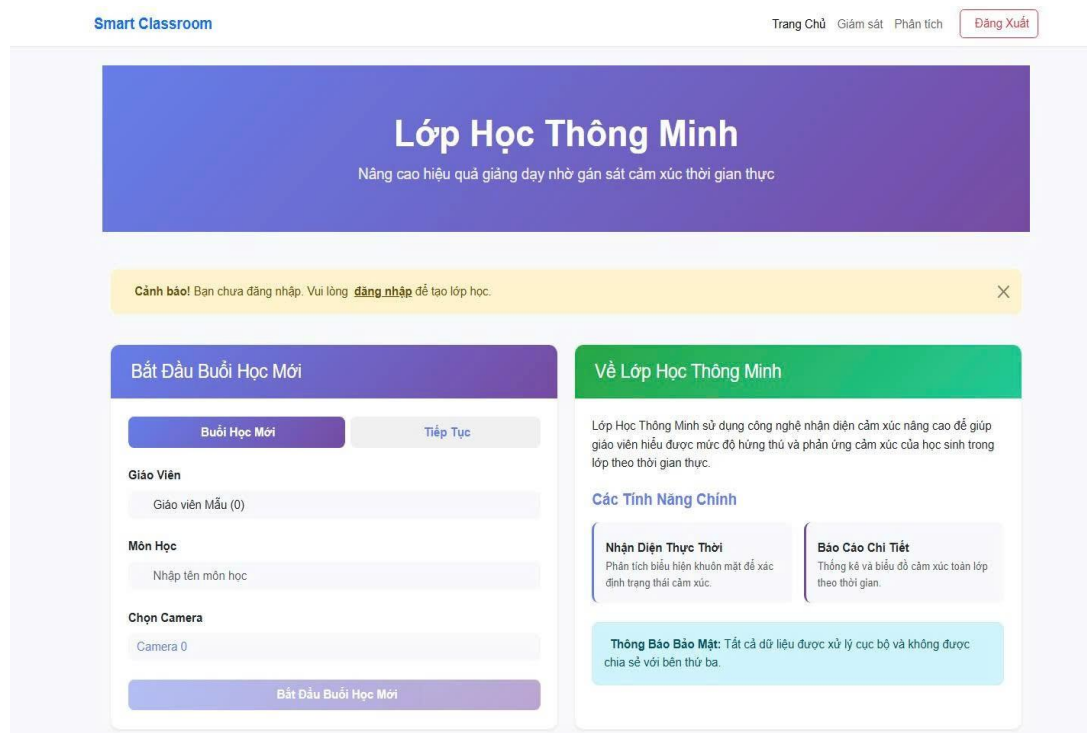 Smart Classroom
Trang Chủ Giám sát Phân tích Đăng Xuất
Lớp Học Thông Minh
Nâng cao hiệu quả giảng dạy nhờ gán sát cảm xúc thời gian thực
Cảnh báo! Bạn chưa đăng nhập. Vui lòng đăng nhập để tạo lớp học.
Bắt Đầu Buổi Học Mới
Buổi Học Mới Tiếp Tục
Giáo Viên
Giáo viên Mẫu (0)
Môn Học
Nhập tên môn học
Chọn Camera
Camera 0
Bắt Đầu Buổi Học Mới
Về Lớp Học Thông Minh
Lớp Học Thông Minh sử dụng công nghệ nhận diện cảm xúc nâng cao để giúp
giáo viên hiểu được mức độ hứng thú và phản ứng cảm xúc của học sinh trong
lớp theo thời gian thực.
Các Tính Năng Chính
Nhận Diện Thực Thời
Phân tích biểu hiện khuôn mặt để xác
định trạng thái cảm xúc.
Báo Cáo Chi Tiết
Thống kê và biểu đồ cảm xúc toàn lớp
theo thời gian.
Thông Báo Bảo Mật: Tất cả dữ liệu được xử lý cục bộ và không được
chia sẻ với bên thứ ba.